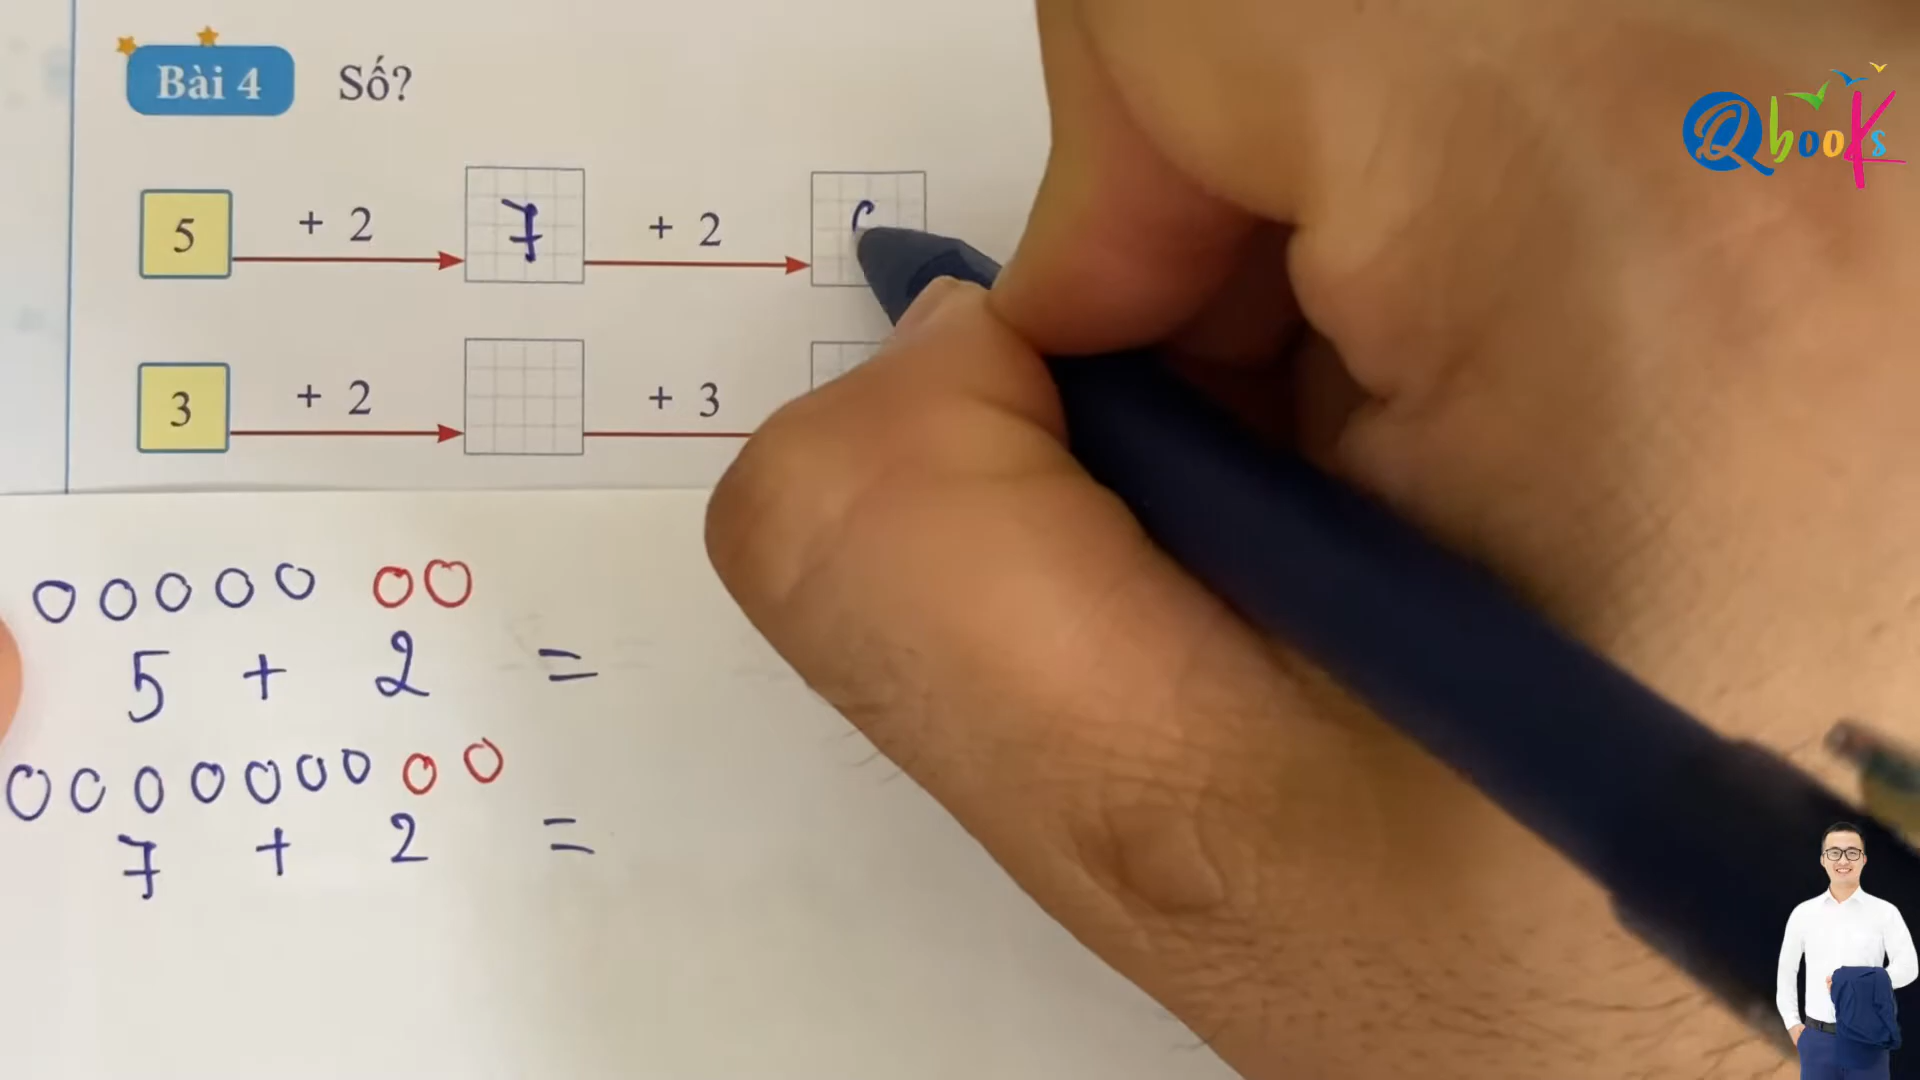 Bài 4 Số?
5 + 2 7 + 2
3 + 2 + 3
5 + 2 =
7 + 2 =
Qbooks